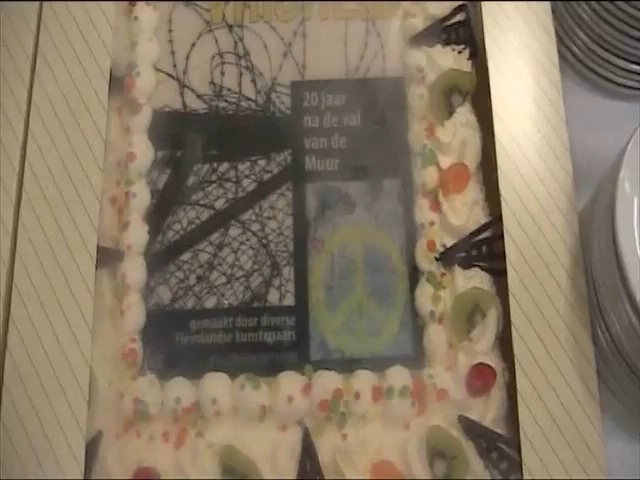 20 jaar
na de val
van de
Muur
gemaakt door diverse
Flevolandse kunstenaars